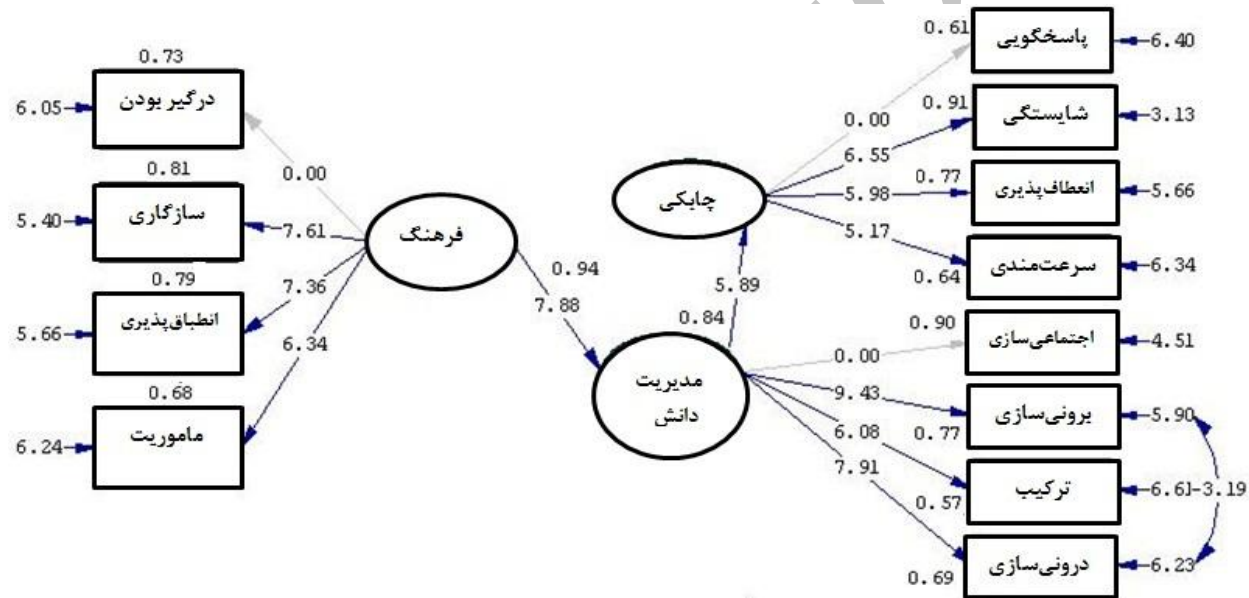 0.73
6.05
درگیر بودن
0.00
0.81
5.40
سازگاری
7.61
0.79
5.66
انطباق‌پذیری
7.36
0.68
6.24
ماموریت
6.34
فرهنگ
0.94
7.88
مدیریت
دانش
0.84
5.89
چابکی
0.61
0.00
پاسخگویی
6.40
0.91
6.55
شایستگی
3.13
0.77
5.98
انعطاف‌پذیری
5.66
5.17
0.64
سرعت‌مندی
6.34
0.90
0.00
اجتماعی‌سازی
4.51
9.43
0.77
برونی‌سازی
5.90
6.08
0.57
ترکیب
6.61
-3.19
7.91
0.69
درونی‌سازی
6.23